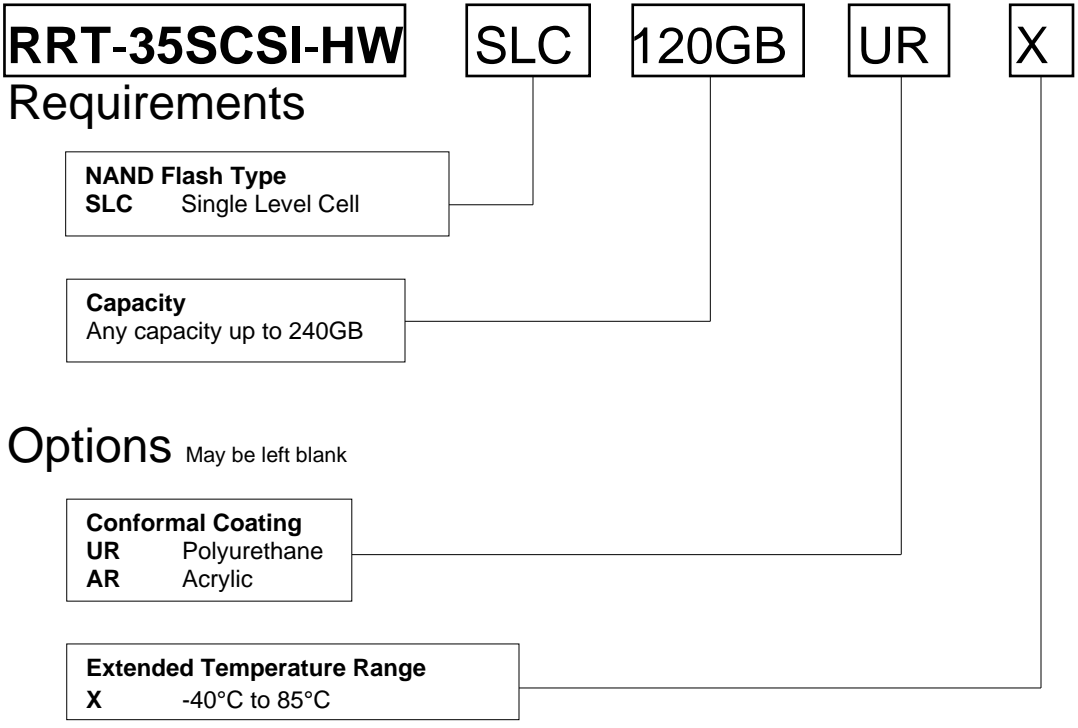 RRT-35SCSI-HW SLC 120GB UR X
Requirements
NAND Flash Type
SLC Single Level Cell
Capacity
Any capacity up to 240GB
Options May be left blank
Conformal Coating
UR Polyurethane
AR Acrylic
Extended Temperature Range
X -40°C to 85°C